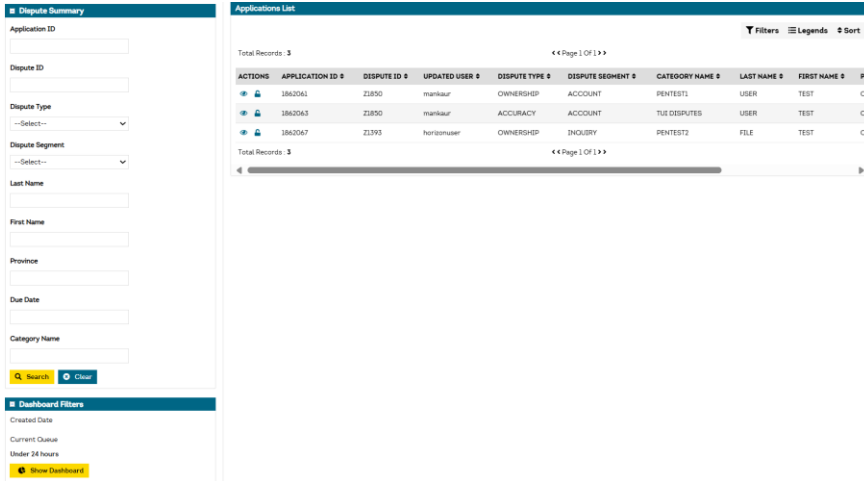 Dispute Summary
Application ID
Dispute ID
Dispute Type
--Select--
Dispute Segment
--Select--
Last Name
First Name
Province
Due Date
Category Name
Search Clear
Dashboard Filters
Created Date
Current Queue
Under 24 hours
Show Dashboard
Applications List
Filters Legends Sort
Total Records : 3 Page 1 Of 1
ACTIONS APPLICATION ID DISPUTE ID UPDATED USER DISPUTE TYPE DISPUTE SEGMENT CATEGORY NAME LAST NAME FIRST NAME P
1862061 Z1850 mankaur OWNERSHIP ACCOUNT PENTEST1 USER TEST
1862063 Z1850 mankaur ACCURACY ACCOUNT TUI DISPUTES USER TEST
1862067 Z1393 horizonuser OWNERSHIP INQUIRY PENTEST2 FILE TEST
Total Records : 3 Page 1 Of 1